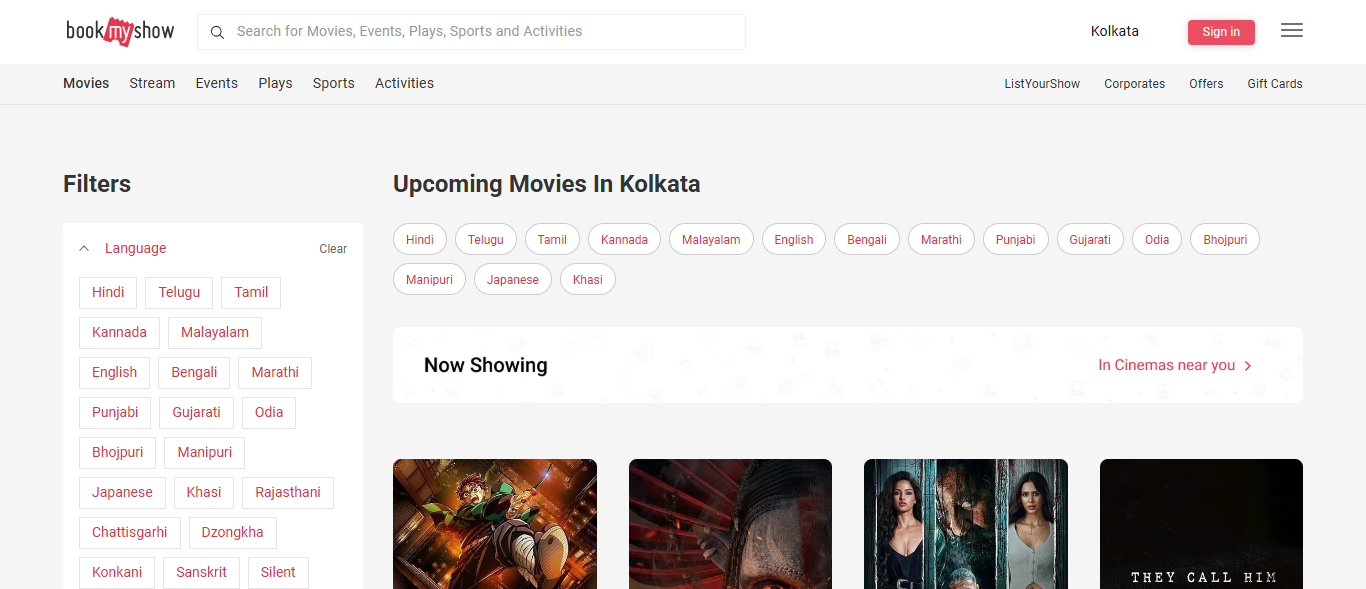 bookmyshow
Search for Movies, Events, Plays, Sports and Activities
Kolkata
Sign in
Movies Stream Events Plays Sports Activities
ListYourShow Corporates Offers Gift Cards
Filters
Language Clear
Hindi Telugu Tamil
Kannada Malayalam
English Bengali Marathi
Punjabi Gujarati Odia
Bhojpuri Manipuri
Japanese Khasi Rajasthani
Chattisgarhi Dzongkha
Konkani Sanskrit Silent
Upcoming Movies In Kolkata
Hindi Telugu Tamil Kannada Malayalam English Bengali Marathi Punjabi Gujarati Odia Bhojpuri
Manipuri Japanese Khasi
Now Showing
In Cinemas near you
THEY CALL HIM